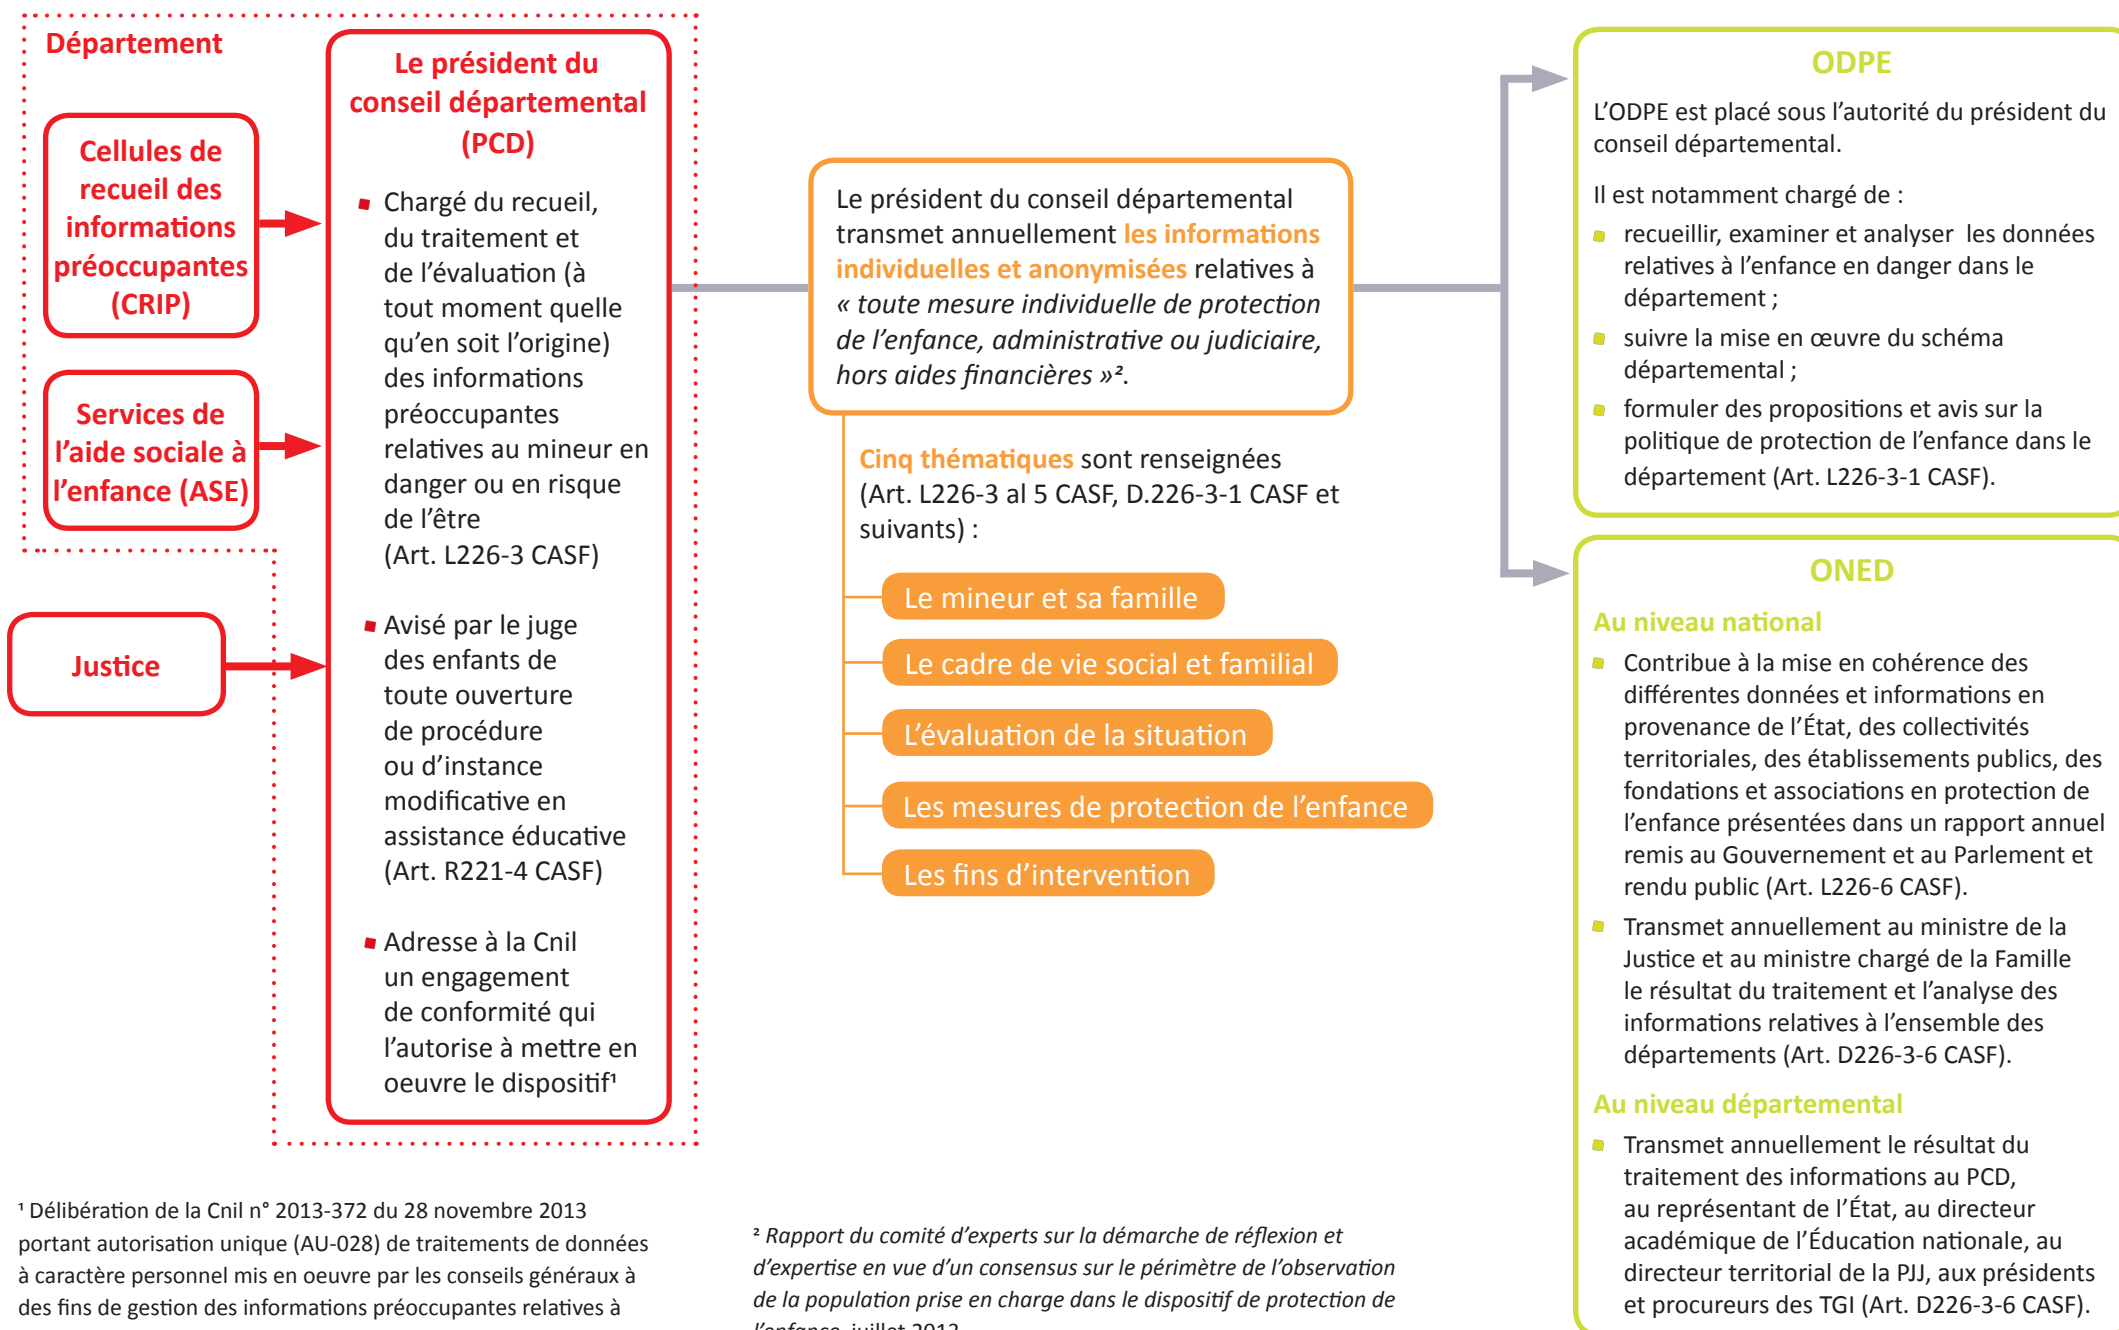 Département
Cellules de
recueil des
informations
préoccupantes
(CRIP)
Services de
l'aide sociale à
l'enfance (ASE)
Justice
Le président du
conseil départemental
(PCD)
Chargé du recueil,
du traitement et
de l'évaluation (à
tout moment quelle
qu'en soit l'origine)
des informations
préoccupantes
relatives au mineur en
danger ou en risque
de l'être
(Art. L226-3 CASF)
Avisé par le juge
des enfants de
toute ouverture
de procédure
ou d'instance
modificative en
assistance éducative
(Art. R221-4 CASF)
Adresse à la Cnil
un engagement
de conformité qui
l'autorise à mettre en
oeuvre le dispositif¹
Le président du conseil départemental
transmet annuellement les informations
individuelles et anonymisées relatives à
« toute mesure individuelle de protection
de l'enfance, administrative ou judiciaire,
hors aides financières »².
Cinq thématiques sont renseignées
(Art. L226-3 al 5 CASF, D.226-3-1 CASF et
suivants) :
Le mineur et sa famille
Le cadre de vie social et familial
L'évaluation de la situation
Les mesures de protection de l'enfance
Les fins d'intervention
ODPE
L'ODPE est placé sous l'autorité du président du
conseil départemental.
Il est notamment chargé de :
recueillir, examiner et analyser les données
relatives à l'enfance en danger dans le
département ;
suivre la mise en œuvre du schéma
départemental ;
formuler des propositions et avis sur la
politique de protection de l'enfance dans le
département (Art. L226-3-1 CASF).
ONED
Au niveau national
Contribue à la mise en cohérence des
différentes données et informations en
provenance de l'État, des collectivités
territoriales, des établissements publics, des
fondations et associations en protection de
l'enfance présentées dans un rapport annuel
remis au Gouvernement et au Parlement et
rendu public (Art. L226-6 CASF).
Transmet annuellement au ministre de la
Justice et au ministre chargé de la Famille
le résultat du traitement et l'analyse des
informations relatives à l'ensemble des
départements (Art. D226-3-6 CASF).
Au niveau départemental
Transmet annuellement le résultat du
traitement des informations au PCD,
au représentant de l'État, au directeur
académique de l'Éducation nationale, au
directeur territorial de la PJJ, aux présidents
et procureurs des TGI (Art. D226-3-6 CASF).
¹ Délibération de la Cnil n° 2013-372 du 28 novembre 2013
portant autorisation unique (AU-028) de traitements de données
à caractère personnel mis en oeuvre par les conseils généraux à
des fins de gestion des informations préoccupantes relatives à
² Rapport du comité d'experts sur la démarche de réflexion et
d'expertise en vue d'un consensus sur le périmètre de l'observation
de la population prise en charge dans le dispositif de protection de
l'enfance, juillet 2013